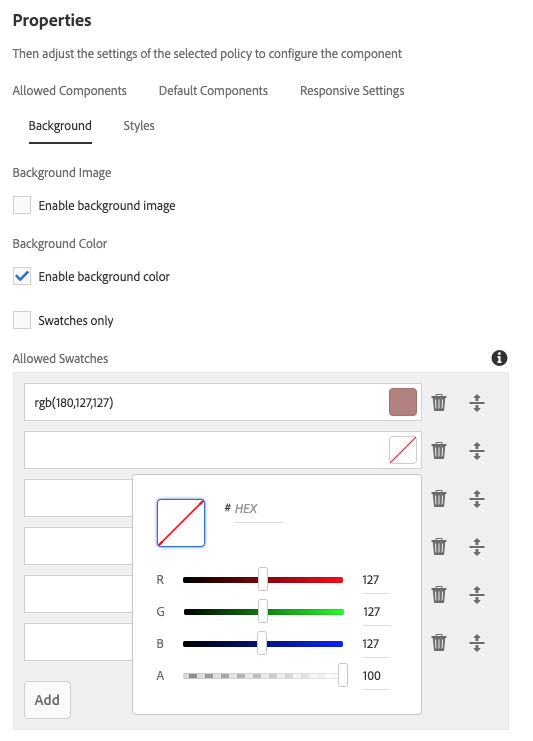 Properties
Then adjust the settings of the selected policy to configure the component
Allowed Components Default Components Responsive Settings
Background Styles
Background Image
Enable background image
Background Color
Enable background color
Swatches only
Allowed Swatches
rgb(180,127,127)
# HEX
R 127
G 127
B 127
A 100
Add